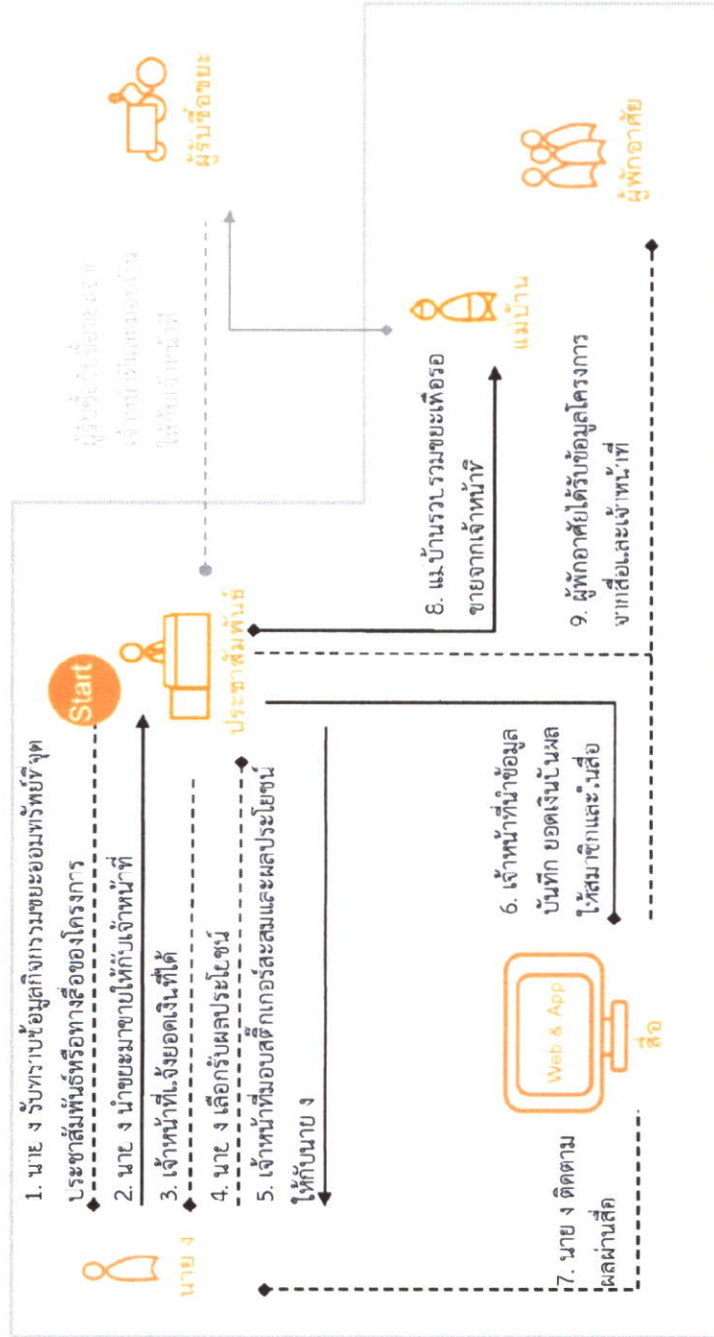 Start
1. นาย ง รับทราบข้อมูลกิจกรรมขยะออมทรัพย์ที่จุด
ประชาสัมพันธ์หรือทางสื่อของโครงการ
2. นาย ง นำขยะมาขายให้กับเจ้าหน้าที่
3. เจ้าหน้าที่แจ้งยอดเงินที่ได้
4. นาย ง เลือกรับผลประโยชน์
5. เจ้าหน้าที่มอบสติ๊กเกอร์สะสมและผลประโยชน์
ให้กับนาย ง
นาย ง
ประชาสัมพันธ์
ผู้รับซื้อขยะ
6. เจ้าหน้าที่นำข้อมูล
บันทึก ยอดเงินปันผล
ให้สมาชิกและในสื่อ
7. นาย ง ติดตาม
ผลผ่านสื่อ
Web & App
สื่อ
8. แม่บ้านรวบรวมขยะเพื่อรอ
ขายจากเจ้าหน้าที่
แม่บ้าน
9. ผู้พักอาศัยได้รับข้อมูลโครงการ
จากสื่อและเจ้าหน้าที่
ผู้พักอาศัย